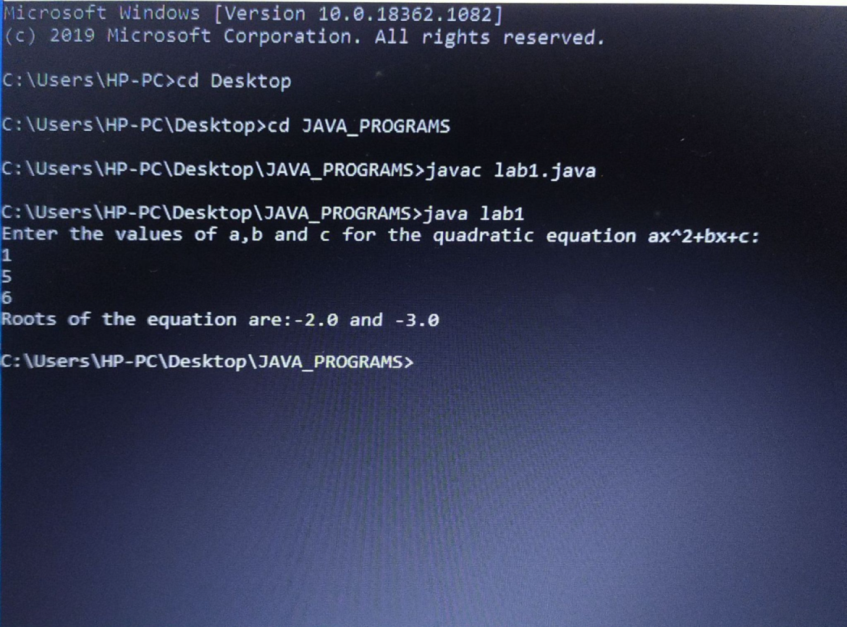 Microsoft Windows [Version 10.0.18362.1082]
(c) 2019 Microsoft Corporation. All rights reserved.
C:\Users\HP-PC>cd Desktop
C:\Users\HP-PC\Desktop>cd JAVA_PROGRAMS
C:\Users\HP-PC\Desktop\JAVA_PROGRAMS>javac lab1.java
C:\Users\HP-PC\Desktop\JAVA_PROGRAMS>java lab1
Enter the values of a,b and c for the quadratic equation ax^2+bx+c:
1
5
6
Roots of the equation are:-2.0 and -3.0
C:\Users\HP-PC\Desktop\JAVA_PROGRAMS>